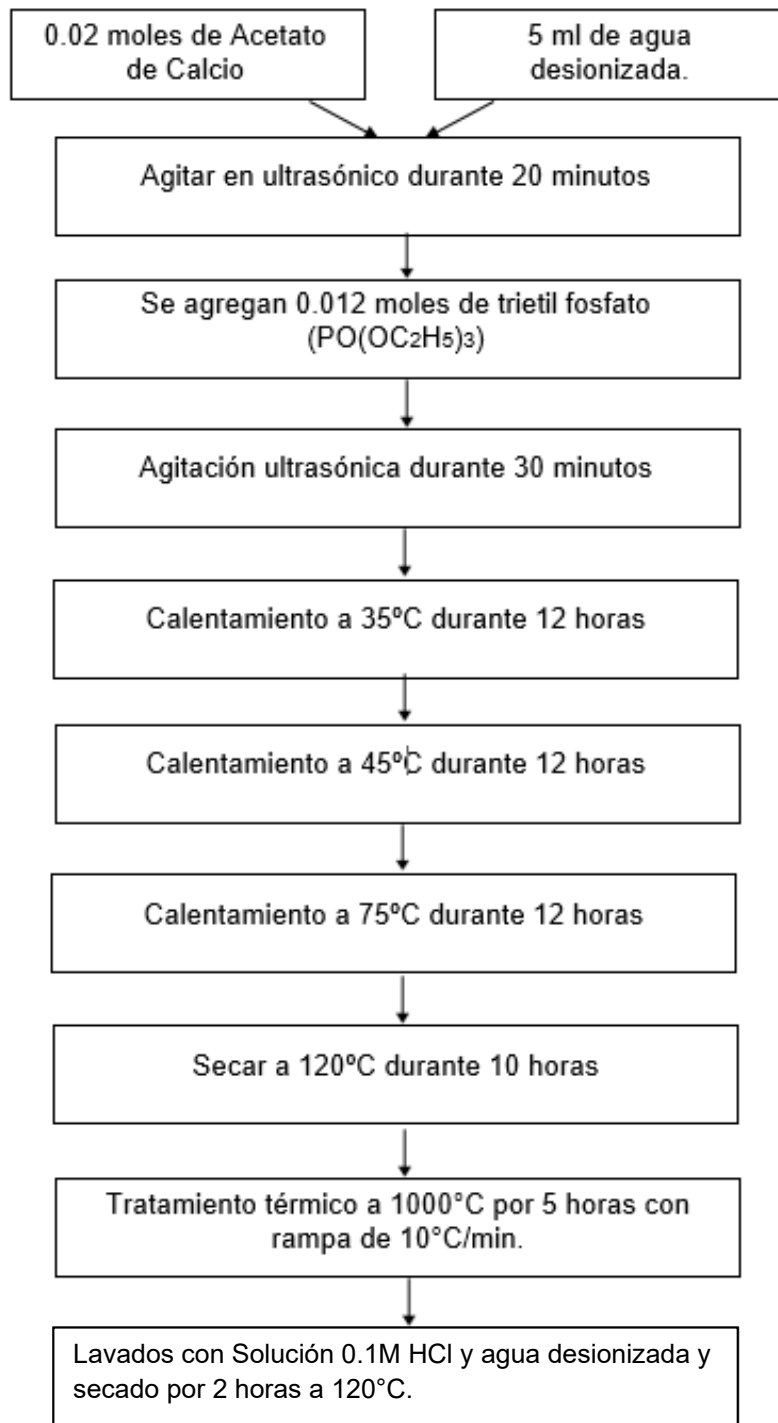 0.02 moles de Acetato
de Calcio
5 ml de agua
desionizada.
Agitar en ultrasónico durante 20 minutos
Se agregan 0.012 moles de trietil fosfato
(PO(OC2H5)3)
Agitación ultrasónica durante 30 minutos
Calentamiento a 35ºC durante 12 horas
Calentamiento a 45ºC durante 12 horas
Calentamiento a 75ºC durante 12 horas
Secar a 120ºC durante 10 horas
Tratamiento térmico a 1000°C por 5 horas con
rampa de 10°C/min.
Lavados con Solución 0.1M HCl y agua desionizada y
secado por 2 horas a 120°C.